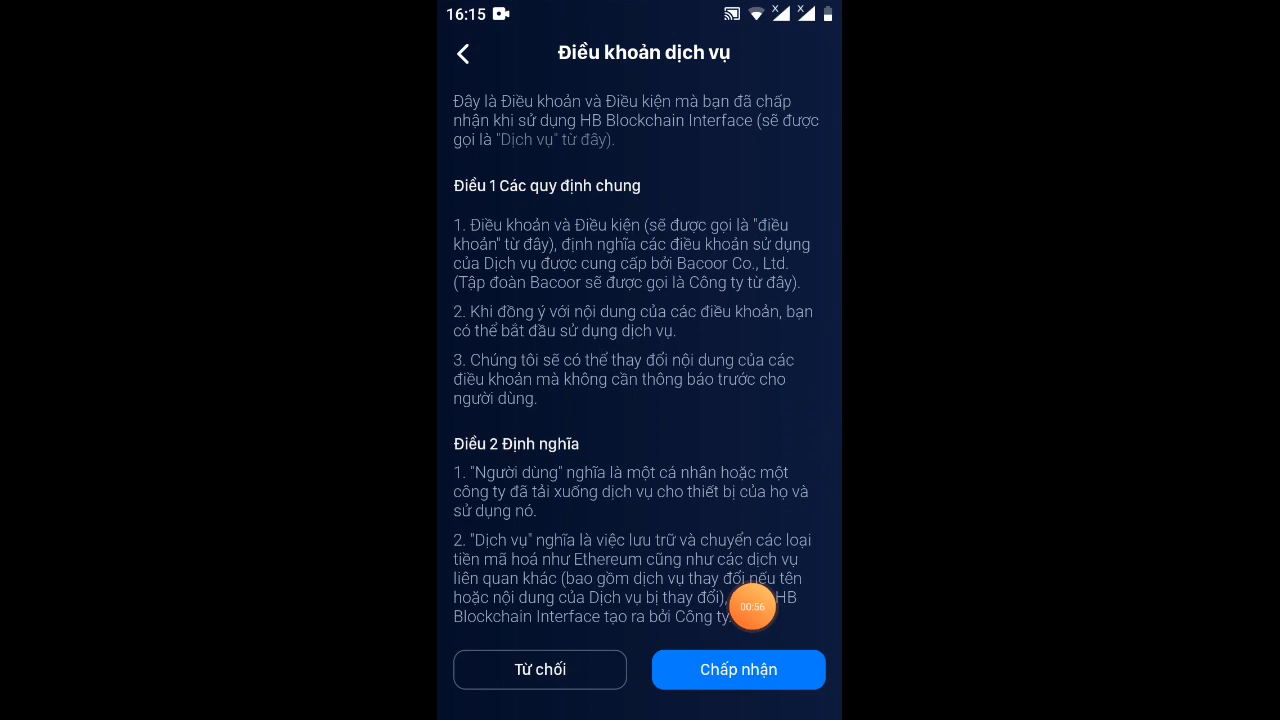 16:15
Điều khoản dịch vụ
Đây là Điều khoản và Điều kiện mà bạn đã chấp
nhận khi sử dụng HB Blockchain Interface (sẽ được
gọi là "Dịch vụ" từ đây).
Điều 1 Các quy định chung
1. Điều khoản và Điều kiện (sẽ được gọi là "điều
khoản" từ đây), định nghĩa các điều khoản sử dụng
của Dịch vụ được cung cấp bởi Bacoor Co., Ltd.
(Tập đoàn Bacoor sẽ được gọi là Công ty từ đây).
2. Khi đồng ý với nội dung của các điều khoản, bạn
có thể bắt đầu sử dụng dịch vụ.
3. Chúng tôi sẽ có thể thay đổi nội dung của các
điều khoản mà không cần thông báo trước cho
người dùng.
Điều 2 Định nghĩa
1. "Người dùng" nghĩa là một cá nhân hoặc một
công ty đã tải xuống dịch vụ cho thiết bị của họ và
sử dụng nó.
2. "Dịch vụ" nghĩa là việc lưu trữ và chuyển các loại
tiền mã hoá như Ethereum cũng như các dịch vụ
liên quan khác (bao gồm dịch vụ thay đổi nếu tên
hoặc nội dung của Dịch vụ bị thay đổi), HB
00:56
Blockchain Interface tạo ra bởi Công ty.
Từ chối
Chấp nhận